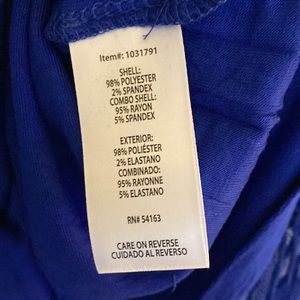 Item#: 1031791
SHELL:
98% POLYESTER
2% SPANDEX
COMBO SHELL:
95% RAYON
5% SPANDEX
EXTERIOR:
98% POLIÉSTER
2% ELASTANO
COMBINADO:
95% RAYONNE
5% ELASTANO
RN# 54163
CARE ON REVERSE
CUIDADO AL REVERSO